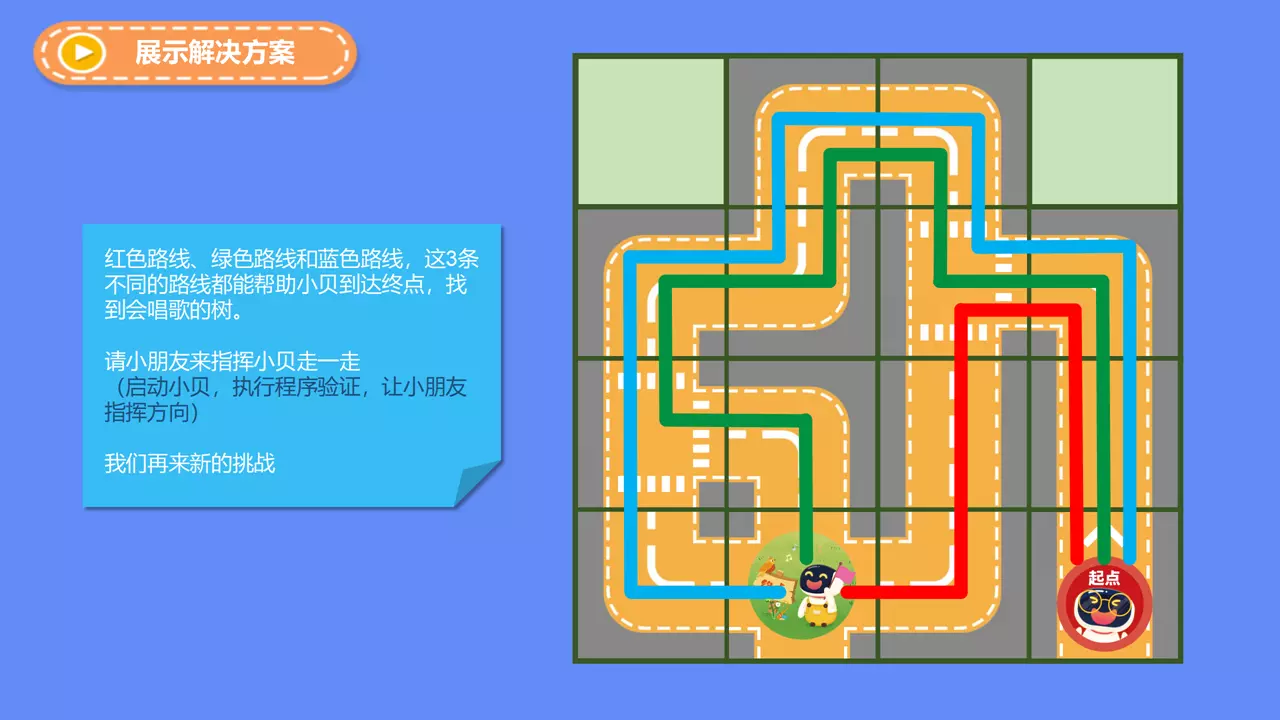 展示解决方案
红色路线、绿色路线和蓝色路线，这3条
不同的路线都能帮助小贝到达终点，找
到会唱歌的树。
请小朋友来指挥小贝走一走
（启动小贝，执行程序验证，让小朋友
指挥方向）
我们再来新的挑战
起点